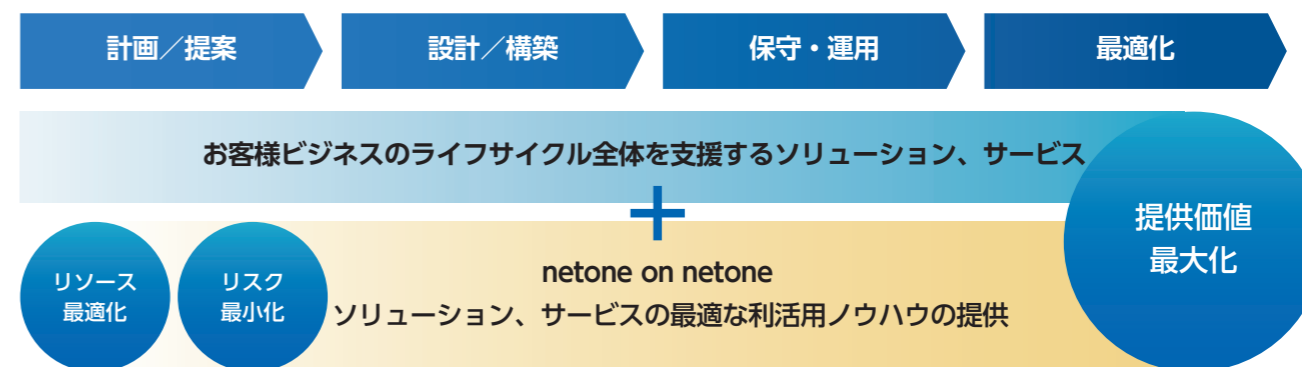 計画／提案
設計／構築
保守・運用
最適化
お客様ビジネスのライフサイクル全体を支援するソリューション、サービス
+
提供価値
最大化
リソース
最適化
リスク
最小化
netone on netone
ソリューション、サービスの最適な利活用ノウハウの提供